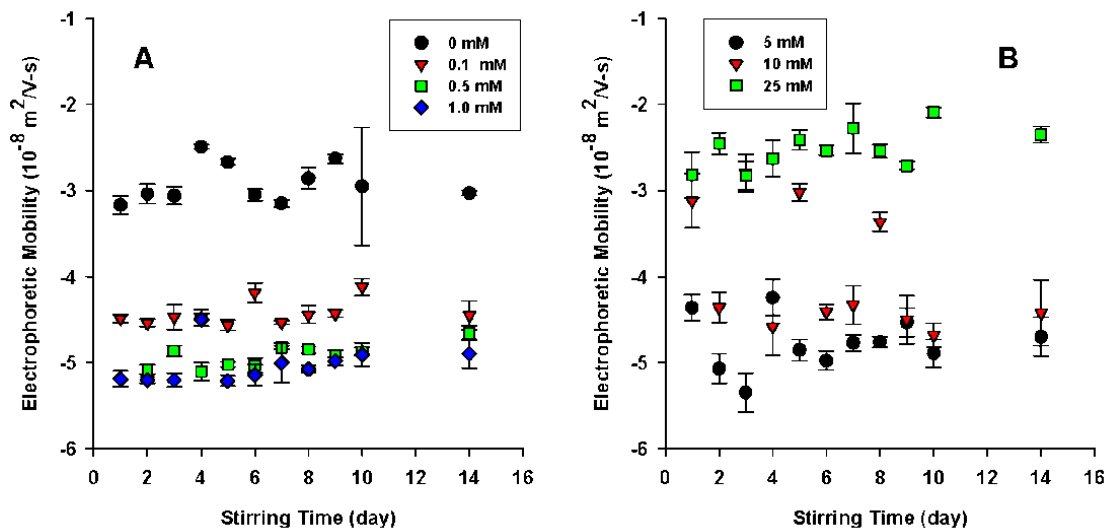 A
0 mM
0.1 mM
0.5 mM
1.0 mM
-1
-2
-3
-4
-5
-6
0 2 4 6 8 10 12 14 16
Electrophoretic Mobility (10⁻⁸ m²/V-s)
Stirring Time (day)
B
5 mM
10 mM
25 mM
-1
-2
-3
-4
-5
-6
0 2 4 6 8 10 12 14 16
Electrophoretic Mobility (10⁻⁸ m²/V-s)
Stirring Time (day)